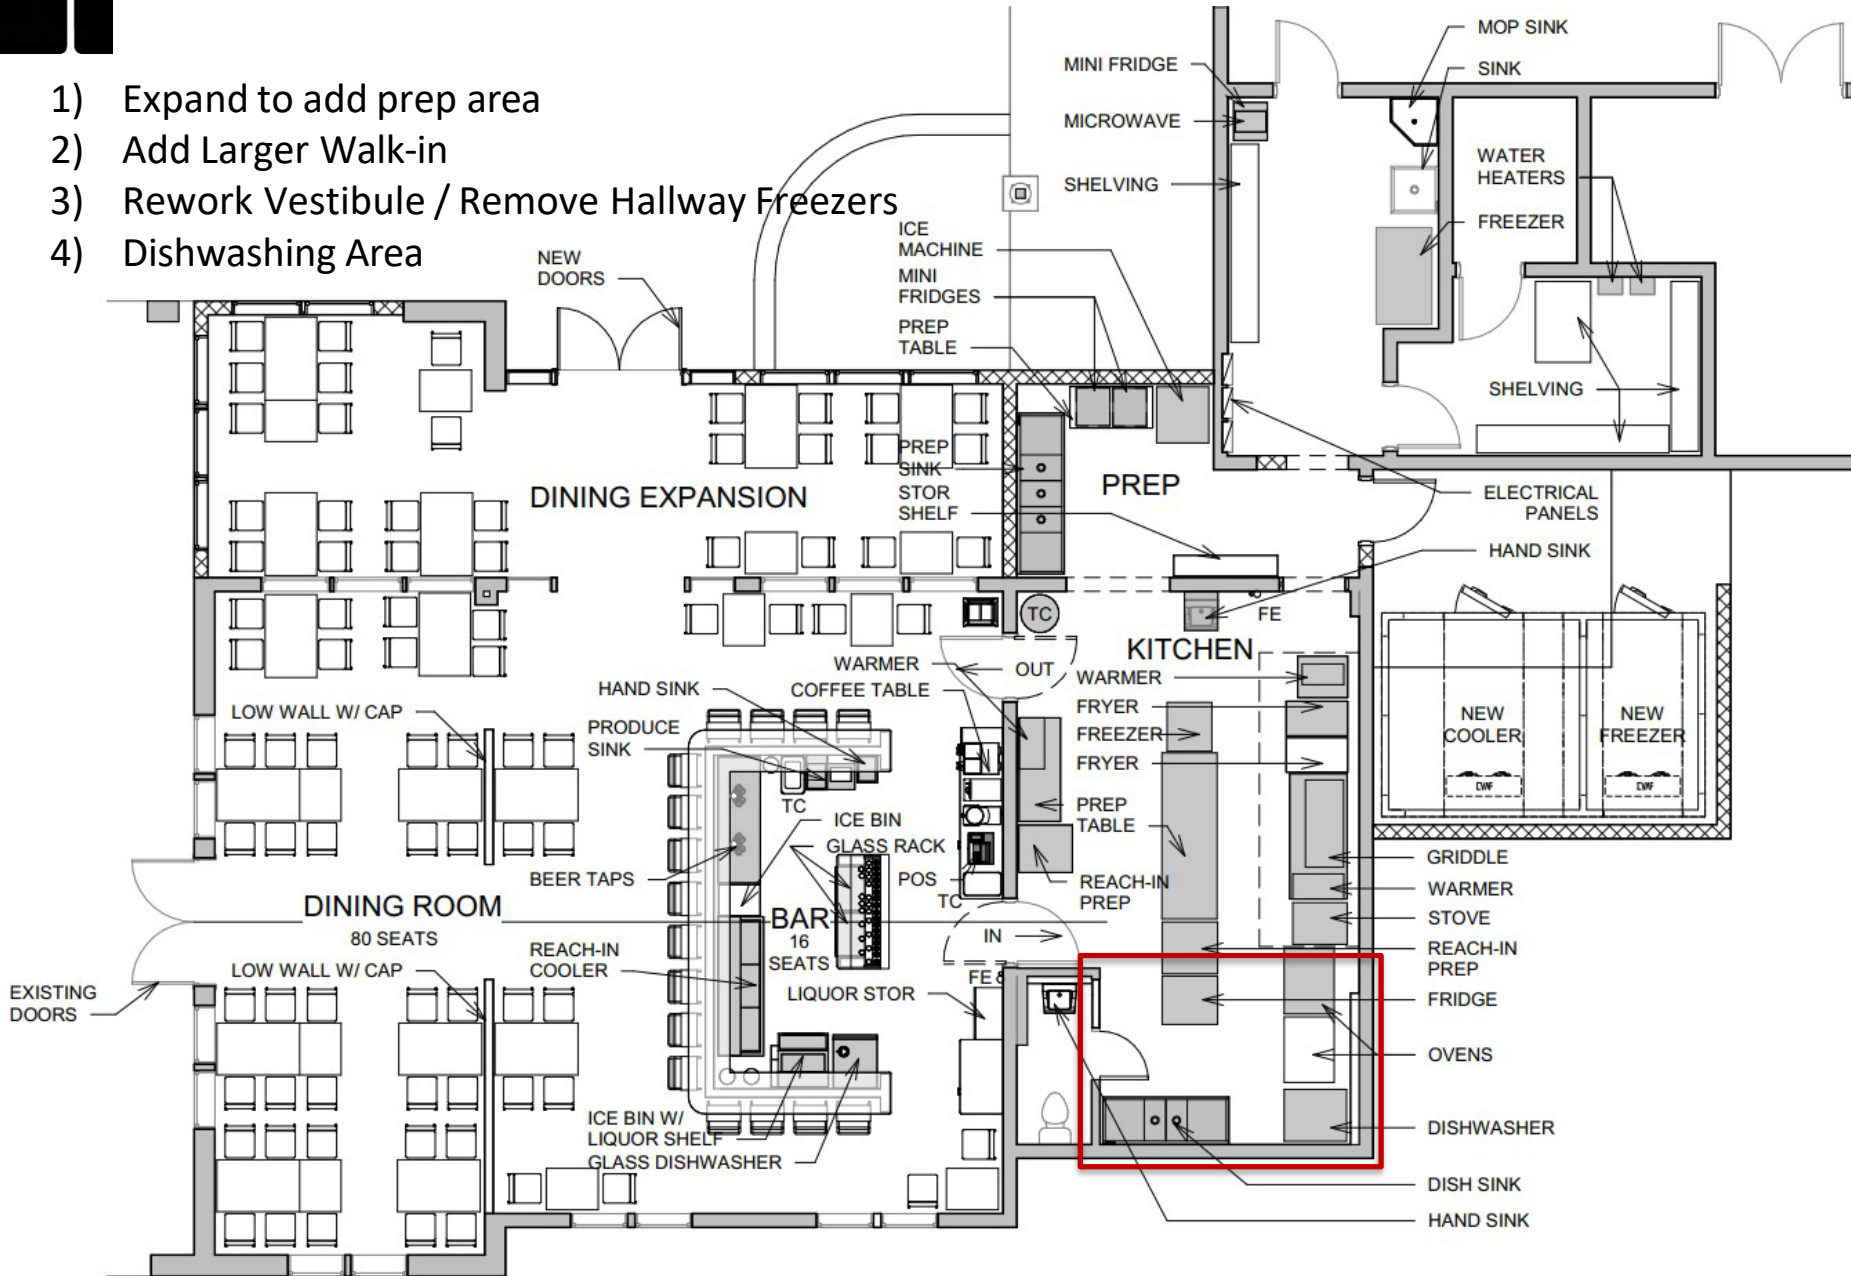 1) Expand to add prep area
2) Add Larger Walk-in
3) Rework Vestibule / Remove Hallway Freezers
4) Dishwashing Area
MOP SINK
SINK
MINI FRIDGE
MICROWAVE
SHELVING
WATER
HEATERS
FREEZER
ICE
MACHINE
MINI
FRIDGES
PREP
TABLE
NEW
DOORS
SHELVING
PREP
SINK
STOR
SHELF
PREP
DINING EXPANSION
ELECTRICAL
PANELS
HAND SINK
TC
FE
KITCHEN
OUT
WARMER
COFFEE TABLE
HAND SINK
PRODUCE
SINK
LOW WALL W/ CAP
WARMER
FRYER
FREEZER
FRYER
PREP
TABLE
NEW
COOLER
NEW
FREEZER
CWF
CWF
TC
ICE BIN
GLASS RACK
BEER TAPS
POS
TC
REACH-IN
PREP
GRIDDLE
WARMER
STOVE
REACH-IN
PREP
FRIDGE
OVENS
DISHWASHER
DISH SINK
HAND SINK
DINING ROOM
80 SEATS
BAR
16
SEATS
IN
REACH-IN
COOLER
LOW WALL W/ CAP
FE
LIQUOR STOR
EXISTING
DOORS
ICE BIN W/
LIQUOR SHELF
GLASS DISHWASHER